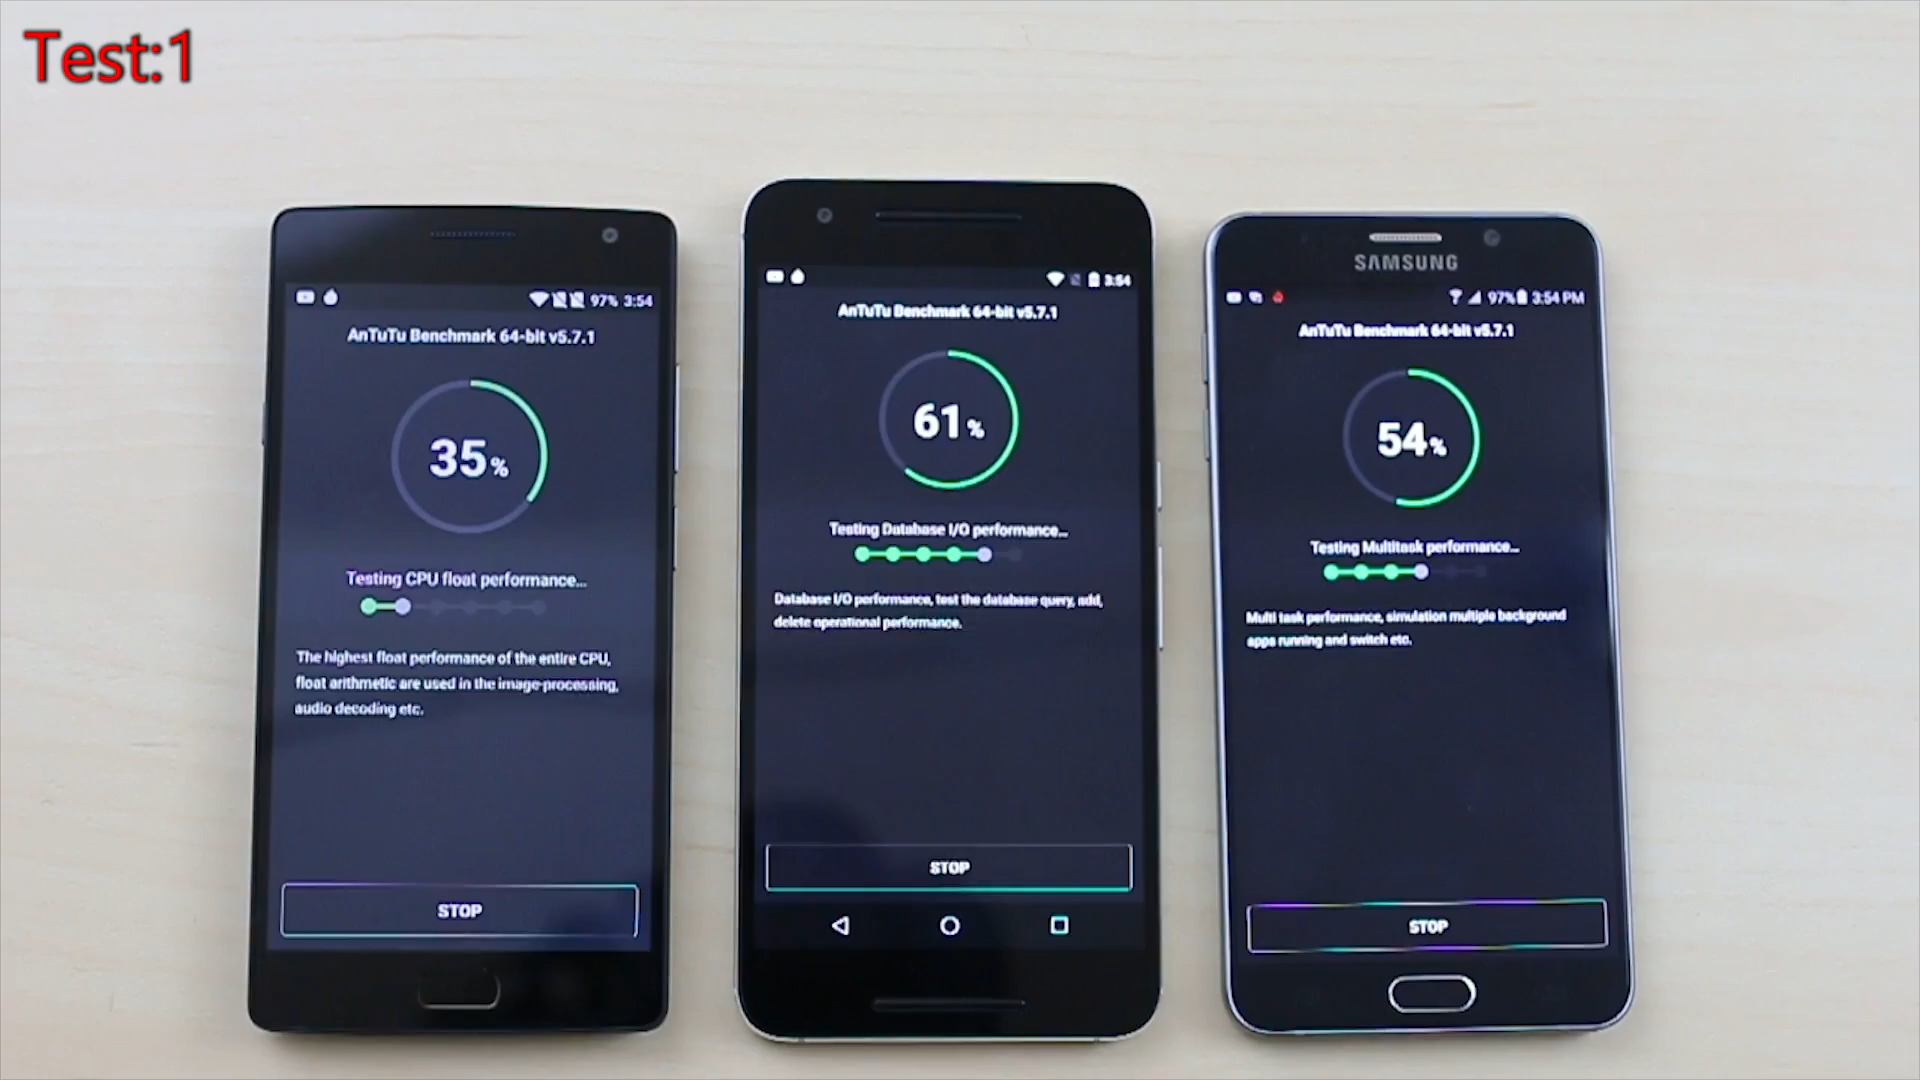 Test:1
97% 3:54
AnTuTu Benchmark 64-bit v5.7.1
35%
Testing CPU float performance...
The highest float performance of the entire CPU,
float arithmetic are used in the image-processing,
audio decoding etc.
STOP
3:54
AnTuTu Benchmark 64-bit v5.7.1
61%
Testing Database I/O performance...
Database I/O performance, test the database query, add,
delete operational performance.
STOP
SAMSUNG
97% 3:54 PM
AnTuTu Benchmark 64-bit v5.7.1
54%
Testing Multitask performance...
Multi task performance, simulation multiple background
apps running and switch etc.
STOP